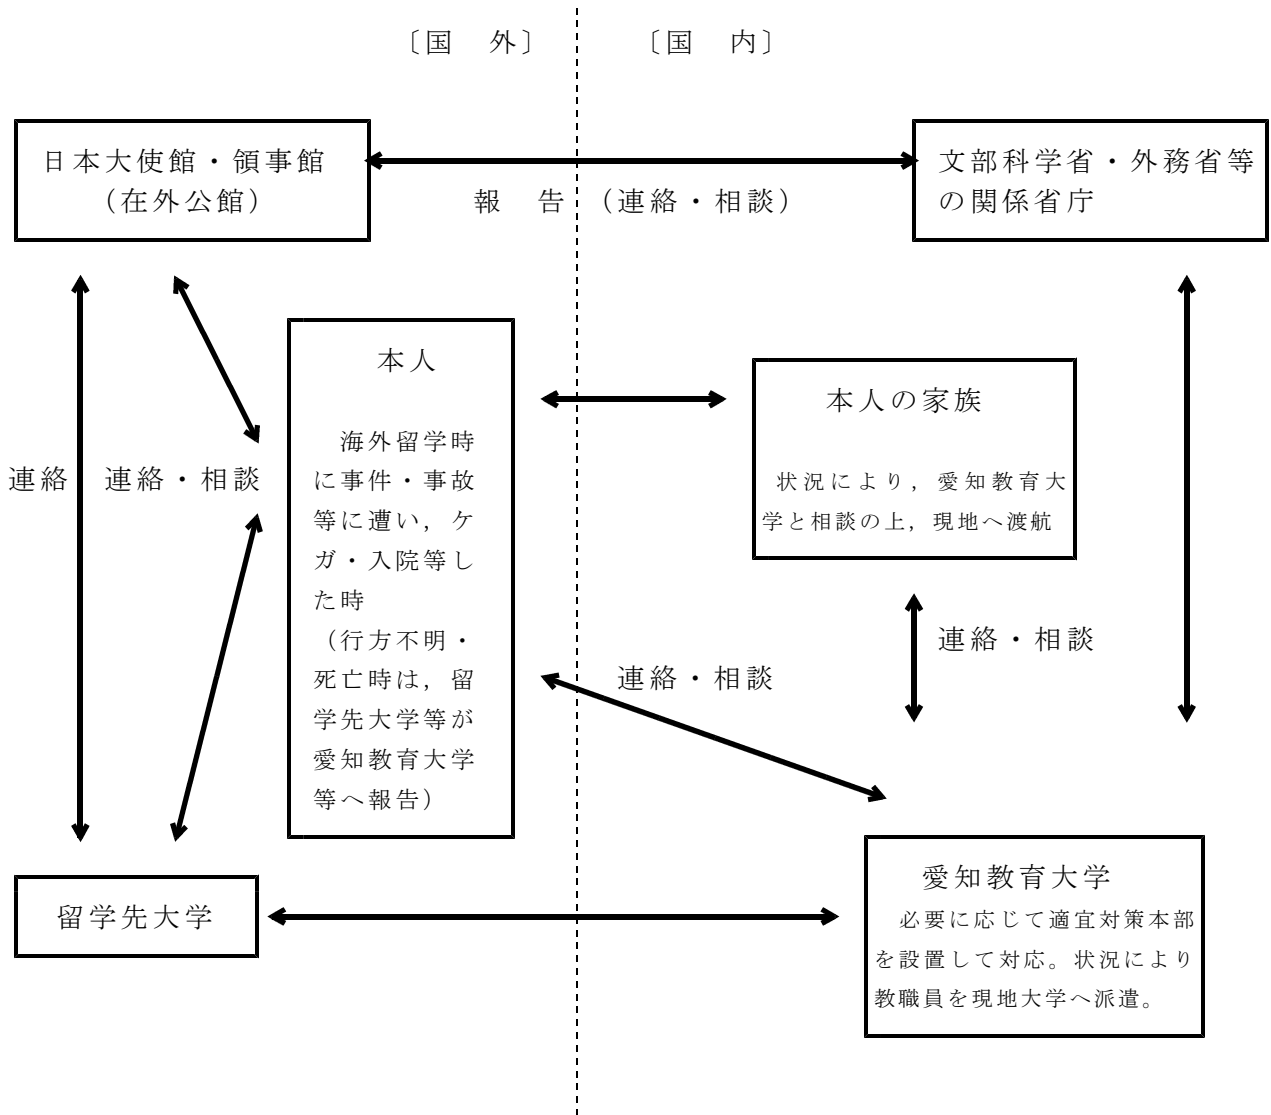 〔国　外〕
〔国　内〕
日本大使館・領事館
（在外公館）
文部科学省・外務省等
の関係省庁
報　告　（連絡・相談）
本人
海外留学時
に事件・事故
等に遭い，ケ
ガ・入院等し
た時
（行方不明・
死亡時は，留
学先大学等が
愛知教育大学
等へ報告）
本人の家族
状況により，愛知教育大
学と相談の上，現地へ渡航
連絡
連絡・相談
連絡・相談
連絡・相談
留学先大学
愛知教育大学
必要に応じて適宜対策本部
を設置して対応。状況により
教職員を現地大学へ派遣。